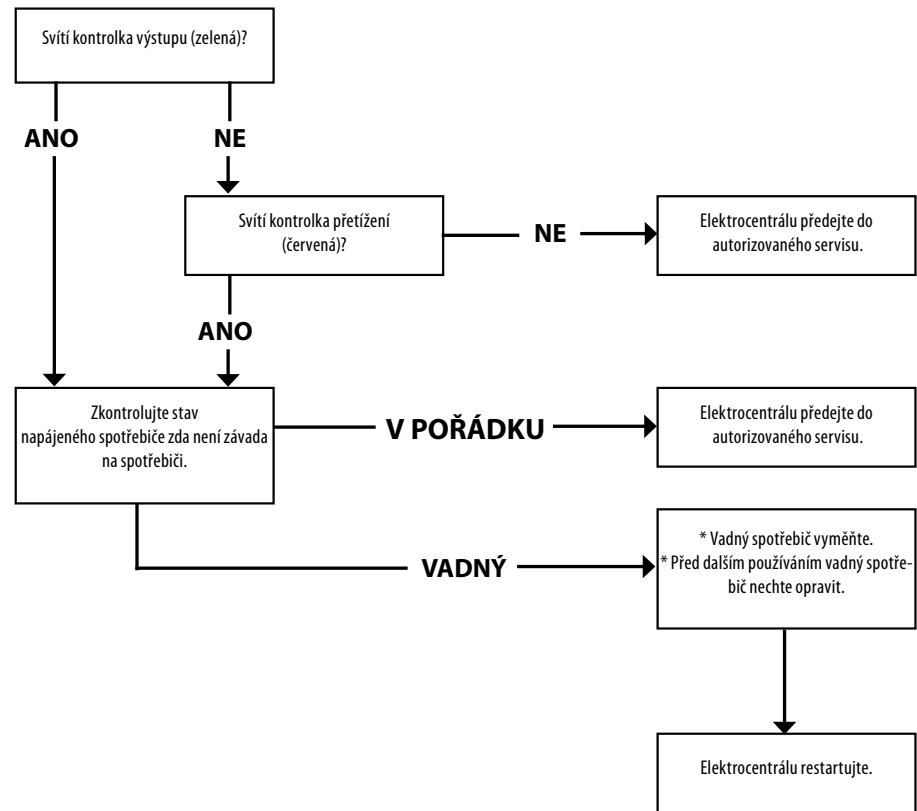 Svítí kontrolka výstupu (zelená)?
ANO
NE
Svítí kontrolka přetížení
(červená)?
NE
Elektrocentrálu předejte do
autorizovaného servisu.
ANO
Zkontrolujte stav
napájeného spotřebiče zda není závada
na spotřebiči.
V POŘÁDKU
Elektrocentrálu předejte do
autorizovaného servisu.
VADNÝ
* Vadný spotřebič vyměňte.
* Před dalším používáním vadný spotře-
bič nechte opravit.
Elektrocentrálu restartujte.